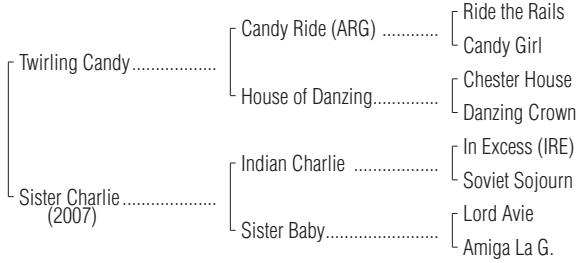 Ride the Rails
Candy Ride (ARG) ............
Candy Girl
Twirling Candy..................
Chester House
House of Danzing..............
Danzing Crown
In Excess (IRE)
Indian Charlie ..................
Soviet Sojourn
Sister Charlie....................
(2007)
Lord Avie
Sister Baby........................
Amiga La G.